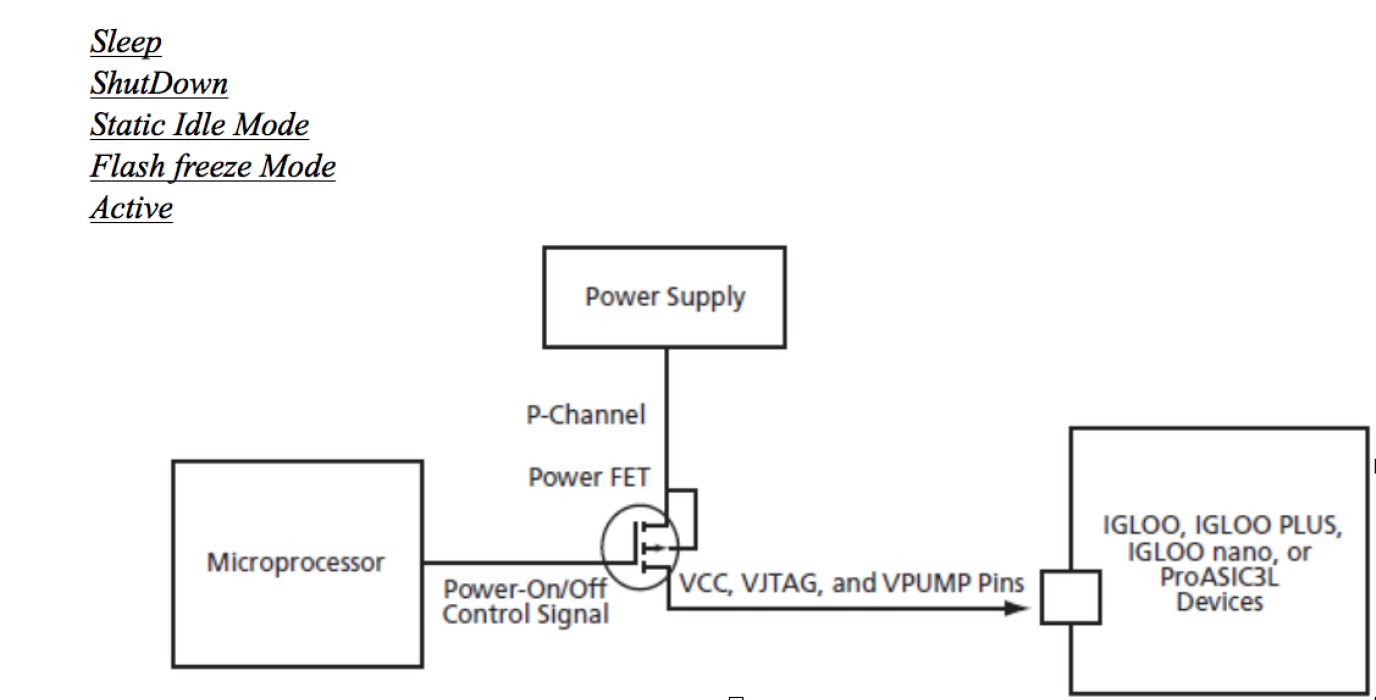 Sleep
ShutDown
Static Idle Mode
Flash freeze Mode
Active
Power Supply
P-Channel
Power FET
Microprocessor
Power-On/Off
Control Signal
VCC, VJTAG, and VPUMP Pins
IGLOO, IGLOO PLUS,
IGLOO nano, or
ProASIC3L
Devices